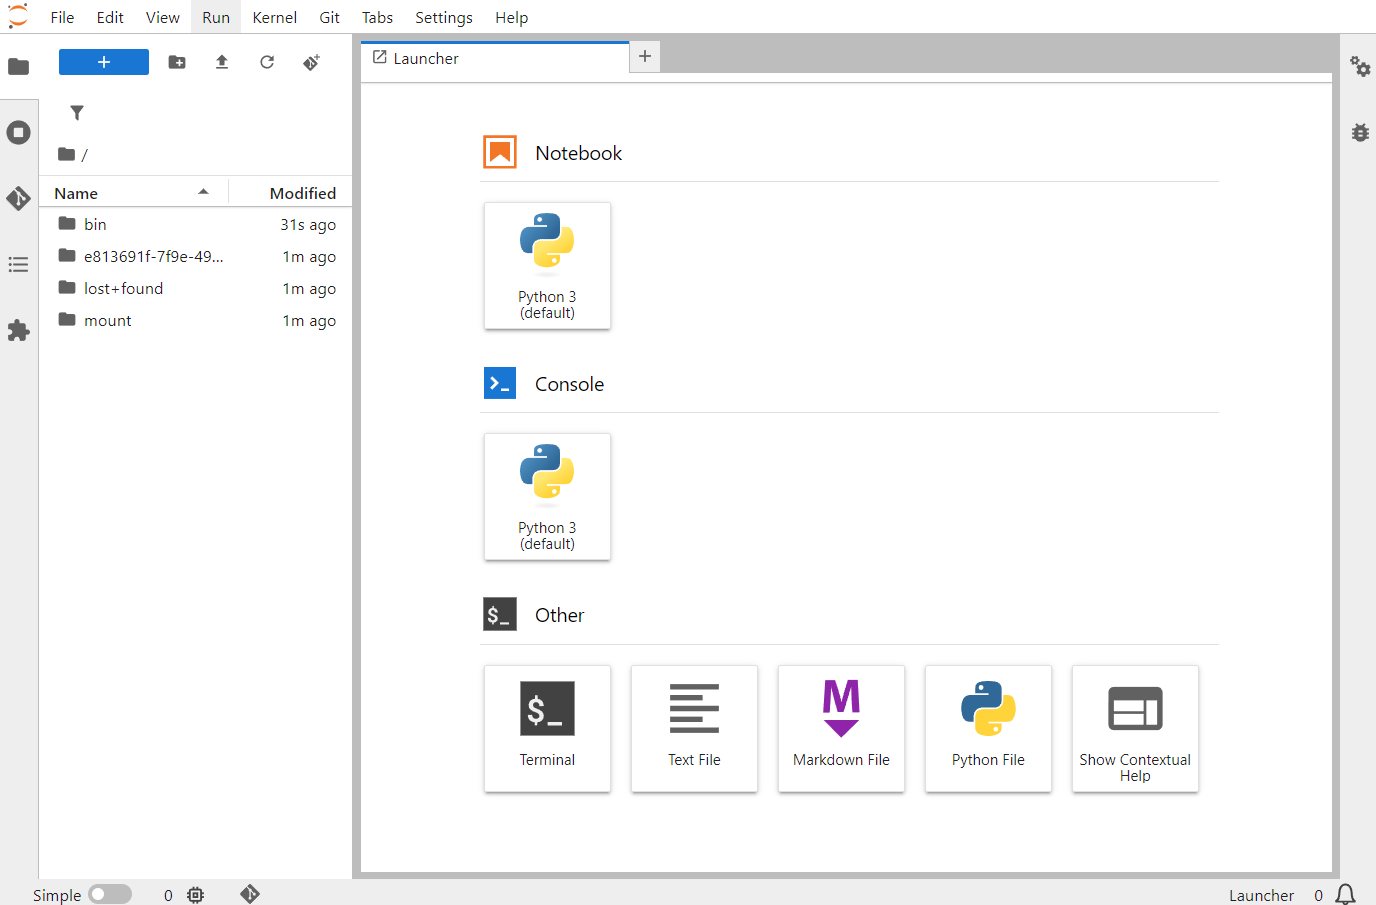 File Edit View Run Kernel Git Tabs Settings Help
Launcher
/
Name Modified
bin 31s ago
e813691f-7f9e-49... 1m ago
lost+found 1m ago
mount 1m ago
Notebook
Python 3
(default)
Console
Python 3
(default)
$_ Other
$_
M
Terminal
Text File
Markdown File
Python File
Show Contextual
Help
Simple 0
Launcher 0